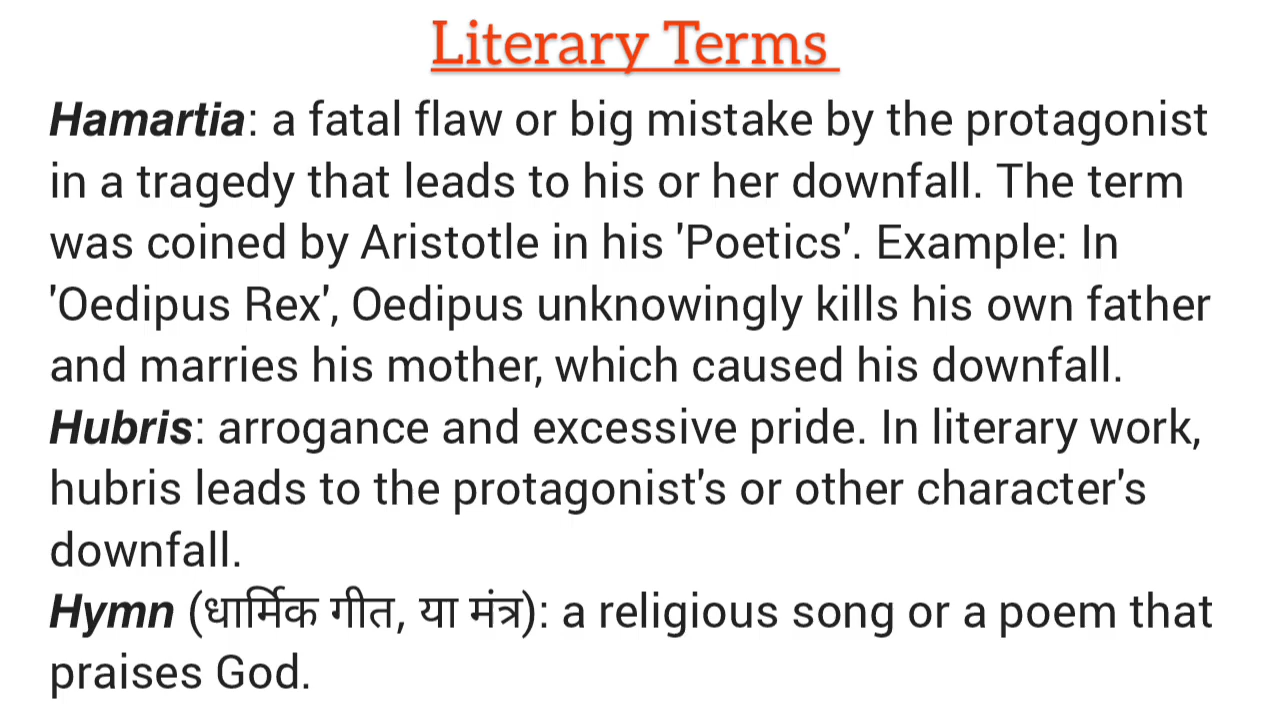 Literary Terms
Hamartia: a fatal flaw or big mistake by the protagonist
in a tragedy that leads to his or her downfall. The term
was coined by Aristotle in his 'Poetics'. Example: In
'Oedipus Rex', Oedipus unknowingly kills his own father
and marries his mother, which caused his downfall.
Hubris: arrogance and excessive pride. In literary work,
hubris leads to the protagonist's or other character's
downfall.
Hymn (धार्मिक गीत, या मंत्र): a religious song or a poem that
praises God.